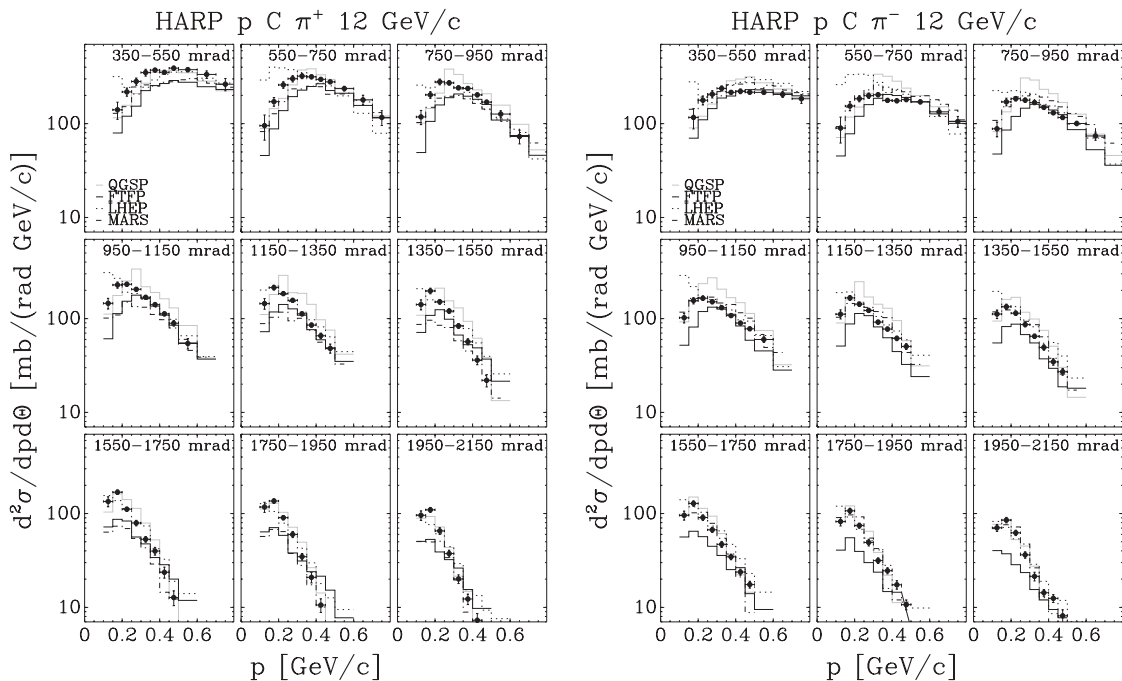 HARP p C π⁺ 12 GeV/c
d²σ/dpdΘ [mb/(rad GeV/c)]
350−550 mrad
550−750 mrad
750−950 mrad
100
QGSP
FTFP
LHEP
MARS
10
950−1150 mrad
1150−1350 mrad
1350−1550 mrad
100
10
1550−1750 mrad
1750−1950 mrad
1950−2150 mrad
100
10
0 0.2 0.4 0.6 0 0.2 0.4 0.6 0 0.2 0.4 0.6
p [GeV/c]
HARP p C π⁻ 12 GeV/c
d²σ/dpdΘ [mb/(rad GeV/c)]
350−550 mrad
550−750 mrad
750−950 mrad
100
QGSP
FTFP
LHEP
MARS
10
950−1150 mrad
1150−1350 mrad
1350−1550 mrad
100
10
1550−1750 mrad
1750−1950 mrad
1950−2150 mrad
100
10
0 0.2 0.4 0.6 0 0.2 0.4 0.6 0 0.2 0.4 0.6
p [GeV/c]